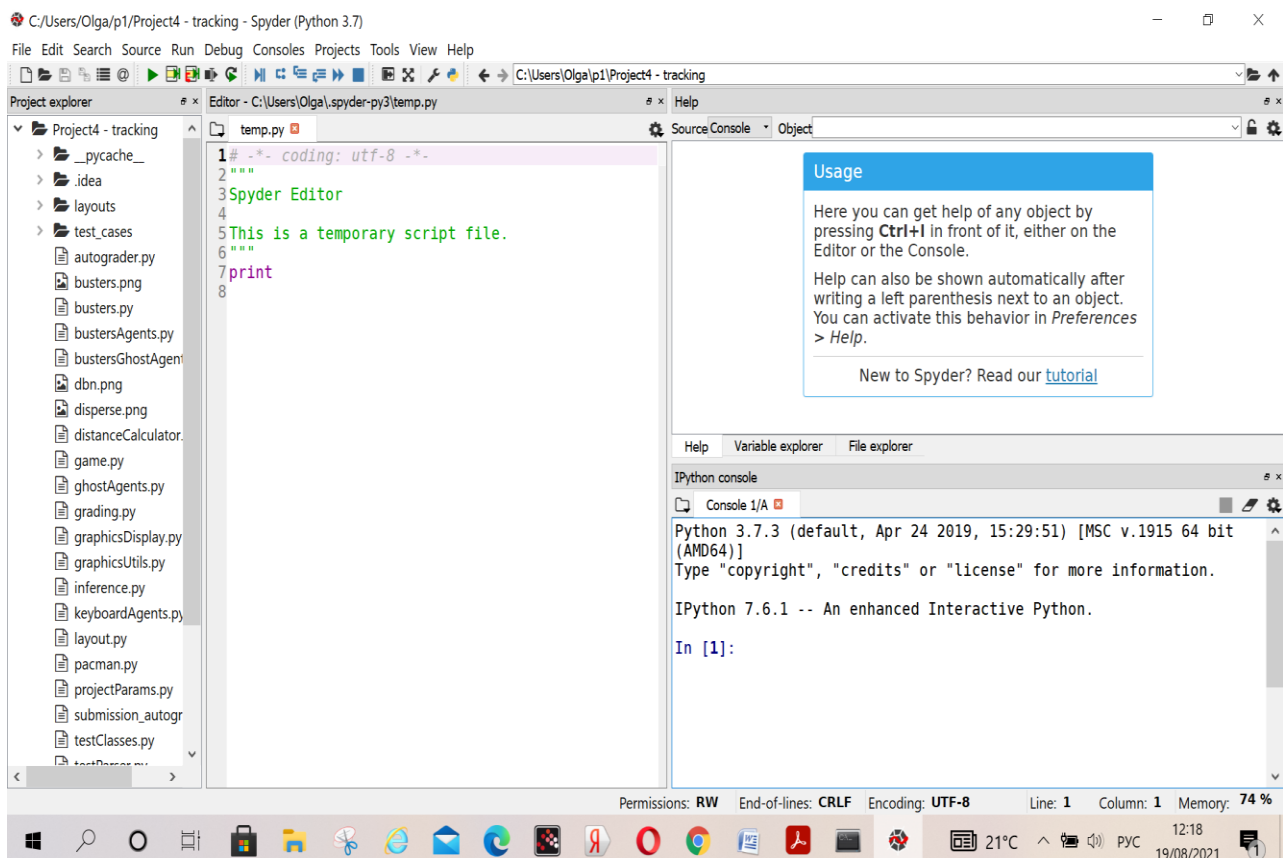 C:/Users/Olga/p1/Project4 - tracking - Spyder (Python 3.7)
File Edit Search Source Run Debug Consoles Projects Tools View Help
C:\Users\Olga\p1\Project4 - tracking
Project explorer
Project4 - tracking
__pycache__
.idea
layouts
test_cases
autograder.py
busters.png
busters.py
bustersAgents.py
bustersGhostAgent
dbn.png
disperse.png
distanceCalculator.
game.py
ghostAgents.py
grading.py
graphicsDisplay.py
graphicsUtils.py
inference.py
keyboardAgents.py
layout.py
pacman.py
projectParams.py
submission_autogr
testClasses.py
Editor - C:\Users\Olga\.spyder-py3\temp.py
temp.py
1 # -*- coding: utf-8 -*-
2 """
3 Spyder Editor
4
5 This is a temporary script file.
6 """
7 print
8
Help
Source Console Object
Usage
Here you can get help of any object by
pressing Ctrl+I in front of it, either on the
Editor or the Console.
Help can also be shown automatically after
writing a left parenthesis next to an object.
You can activate this behavior in Preferences
> Help.
New to Spyder? Read our tutorial
Help Variable explorer File explorer
IPython console
Console 1/A
Python 3.7.3 (default, Apr 24 2019, 15:29:51) [MSC v.1915 64 bit
(AMD64)]
Type "copyright", "credits" or "license" for more information.
IPython 7.6.1 -- An enhanced Interactive Python.
In [1]:
Permissions: RW End-of-lines: CRLF Encoding: UTF-8 Line: 1 Column: 1 Memory: 74 %
21°C РУС 12:18
19/08/2021
1